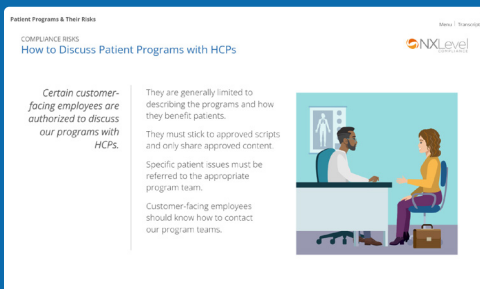 Patient Programs & Their Risks
Menu | Transcript
COMPLIANCE RISKS
How to Discuss Patient Programs with HCPs
NXLevel
COMPLIANCE
Certain customer-
facing employees are
authorized to discuss
our programs with
HCPs.
They are generally limited to
describing the programs and how
they benefit patients.
They must stick to approved scripts
and only share approved content.
Specific patient issues must be
referred to the appropriate
program team.
Customer-facing employees
should know how to contact
our program teams.